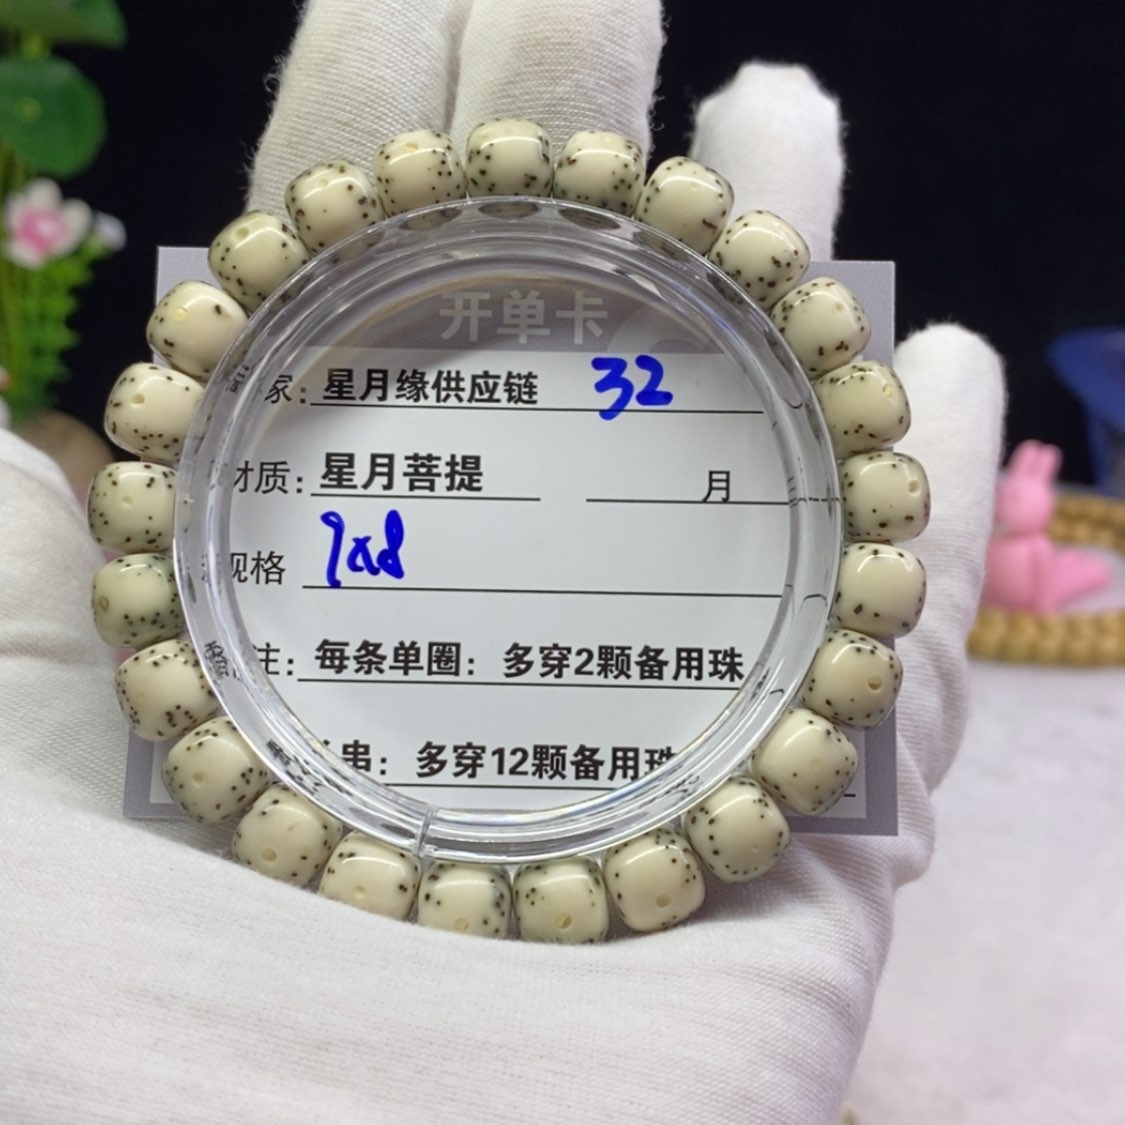 开单卡
家：星月缘供应链 32
材质：星月菩提 月
规格 9x8
注：每条单圈：多穿2颗备用珠
串：多穿12颗备用珠